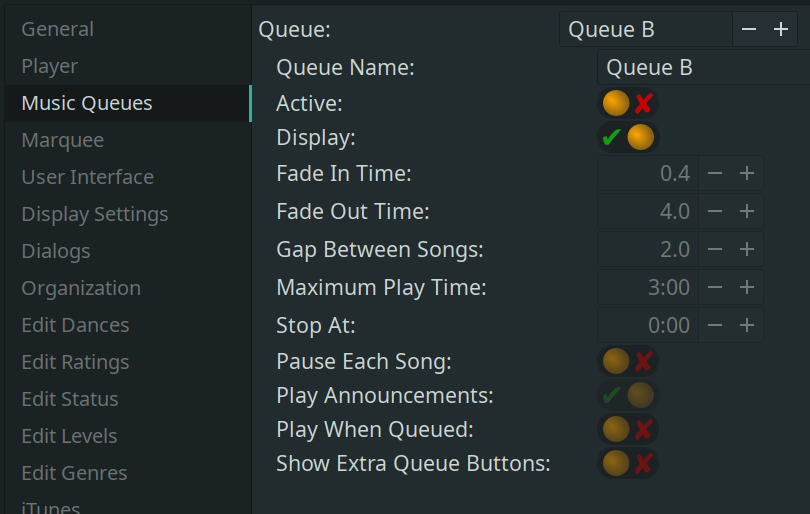 General
Player
Music Queues
Marquee
User Interface
Display Settings
Dialogs
Organization
Edit Dances
Edit Ratings
Edit Status
Edit Levels
Edit Genres
iTunes
Queue: Queue B − +
Queue Name: Queue B
Active: ✘
Display: ✔
Fade In Time: 0.4 − +
Fade Out Time: 4.0 − +
Gap Between Songs: 2.0 − +
Maximum Play Time: 3:00 − +
Stop At: 0:00 − +
Pause Each Song: ✘
Play Announcements: ✔
Play When Queued: ✘
Show Extra Queue Buttons: ✘